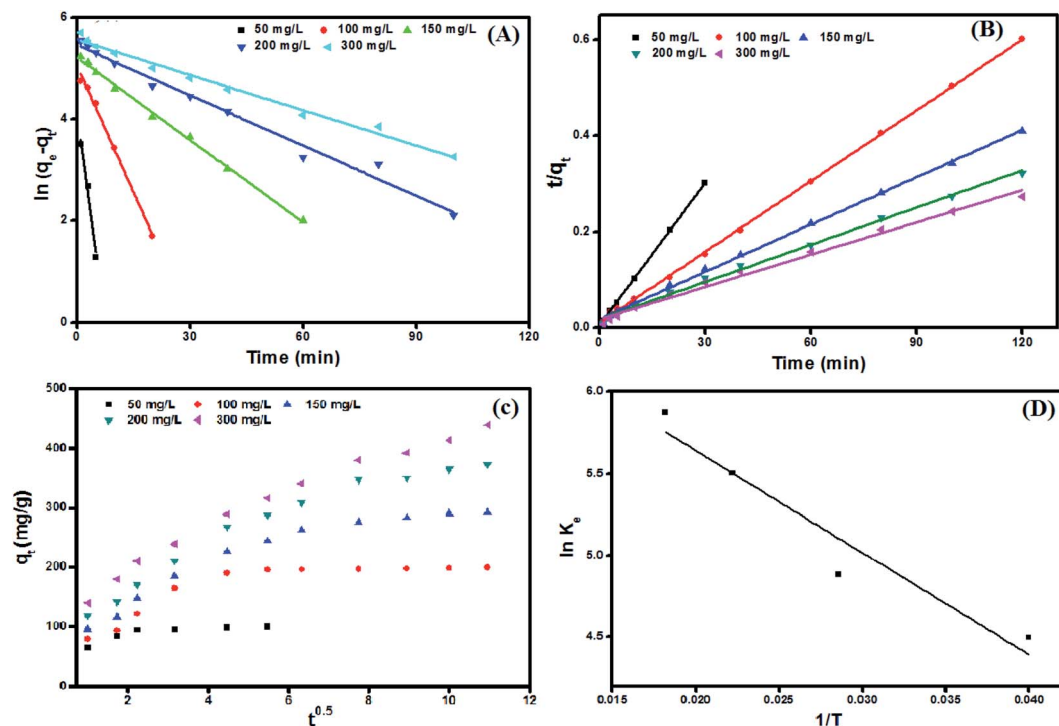 50 mg/L 100 mg/L 150 mg/L (A)
200 mg/L 300 mg/L
6
4
2
0
0 30 60 90 120
Time (min)
ln (qe-qt)
50 mg/L 100 mg/L 150 mg/L (B)
200 mg/L 300 mg/L
0.6
0.4
0.2
0.0
0 30 60 90 120
Time (min)
t/qt
50 mg/L 100 mg/L 150 mg/L (c)
200 mg/L 300 mg/L
500
400
300
200
100
0
2 4 6 8 10 12
t0.5
qt (mg/g)
(D)
6.0
5.5
5.0
4.5
0.015 0.020 0.025 0.030 0.035 0.040
1/T
ln Ke